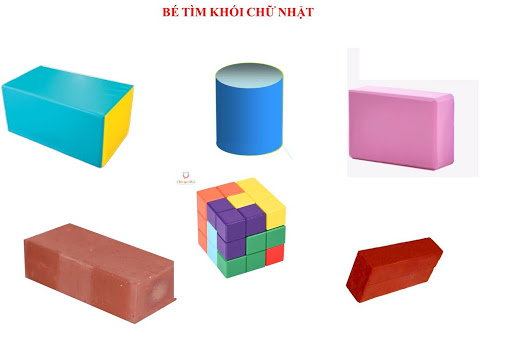 BÉ TÌM KHỐI CHỮ NHẬT